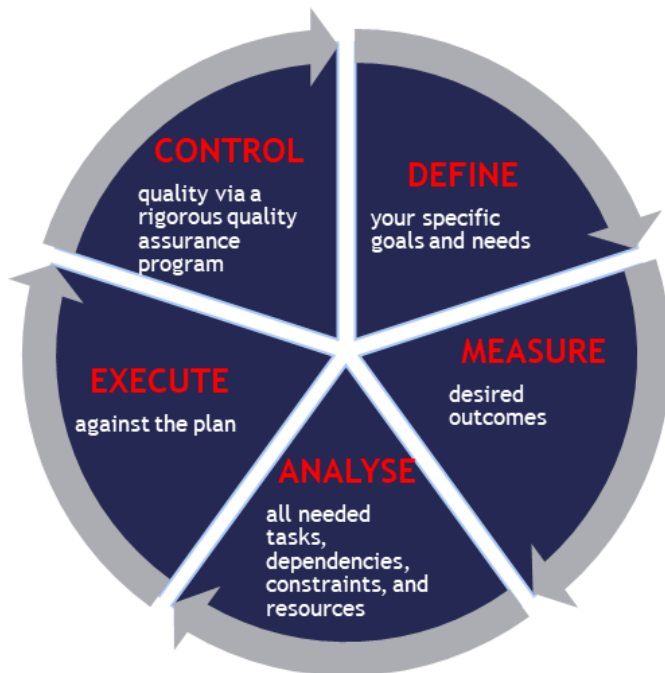 DEFINE
your specific
goals and needs
MEASURE
desired
outcomes
ANALYSE
all needed
tasks,
dependencies,
constraints, and
resources
EXECUTE
against the plan
CONTROL
quality via a
rigorous quality
assurance
program